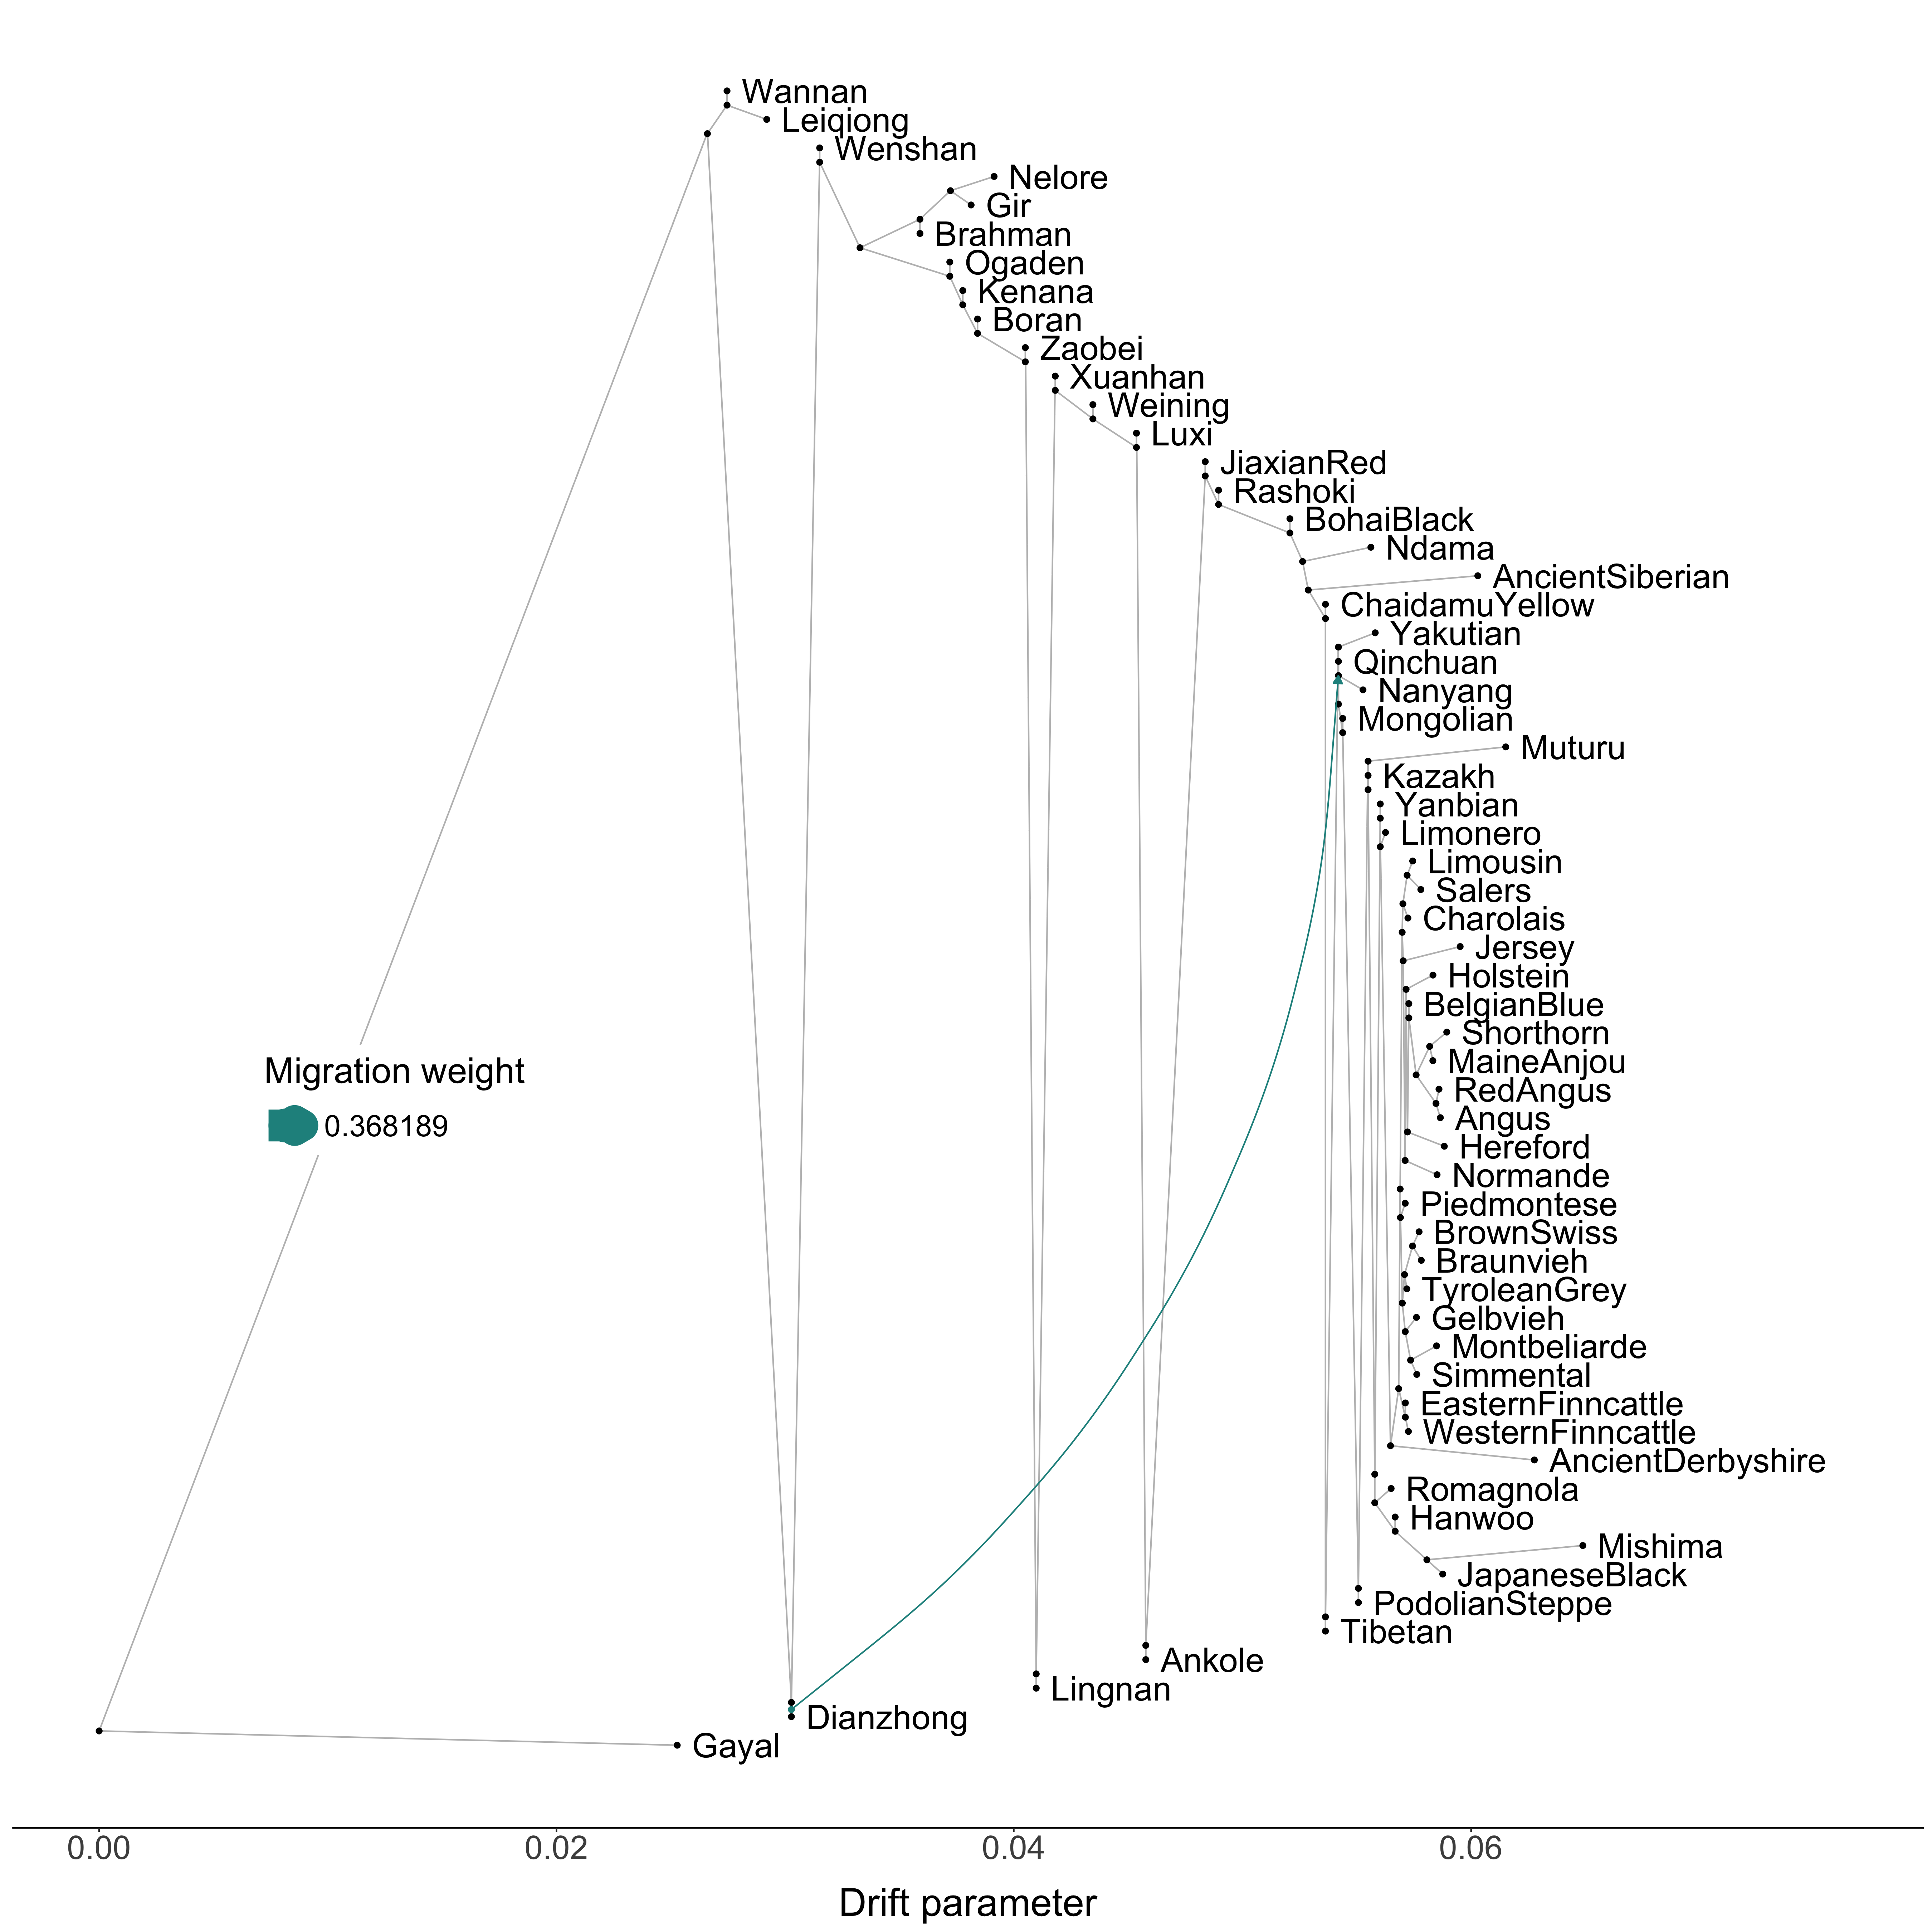 Wannan
Leiqiong
Wenshan
Nelore
Gir
Brahman
Ogaden
Kenana
Boran
Zaobei
Xuanhan
Weining
Luxi
JiaxianRed
Rashoki
BohaiBlack
Ndama
AncientSiberian
ChaidamuYellow
Yakutian
Qinchuan
Nanyang
Mongolian
Muturu
Kazakh
Yanbian
Limonero
Limousin
Salers
Charolais
Jersey
Holstein
BelgianBlue
Shorthorn
MaineAnjou
RedAngus
Angus
Hereford
Normande
Piedmontese
BrownSwiss
Braunvieh
TyroleanGrey
Gelbvieh
Montbeliarde
Simmental
EasternFinncattle
WesternFinncattle
AncientDerbyshire
Romagnola
Hanwoo
Mishima
JapaneseBlack
PodolianSteppe
Tibetan
Ankole
Lingnan
Dianzhong
Gayal
Migration weight
0.368189
0.00 0.02 0.04 0.06
Drift parameter